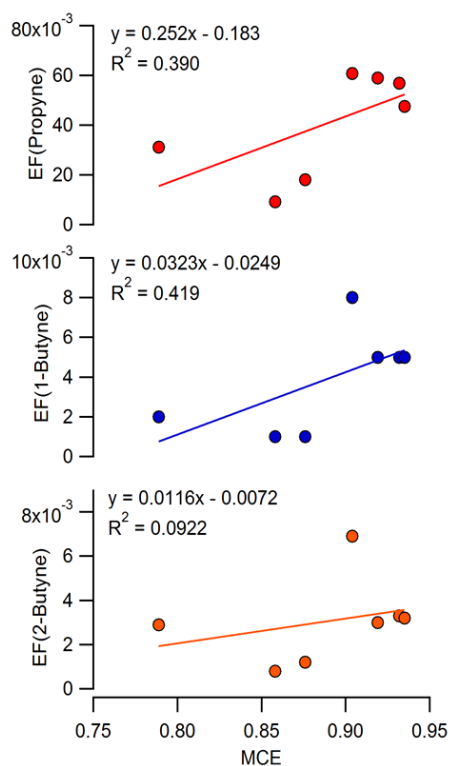 80x10⁻³
y = 0.252x - 0.183
R² = 0.390
60
40
20
0
EF(Propyne)
10x10⁻³
y = 0.0323x - 0.0249
R² = 0.419
8
6
4
2
0
EF(1-Butyne)
y = 0.0116x - 0.0072
8x10⁻³
R² = 0.0922
6
4
2
0
EF(2-Butyne)
0.75 0.80 0.85 0.90 0.95
MCE